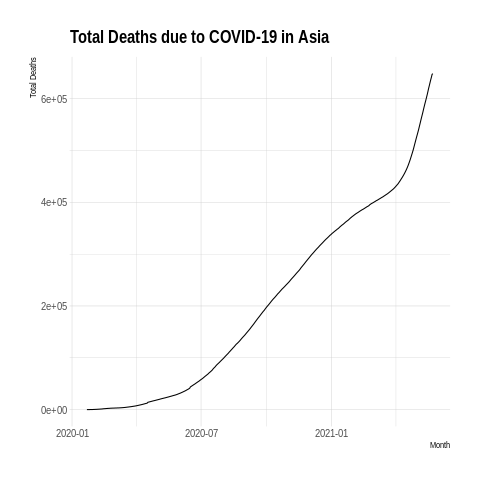 Total Deaths due to COVID-19 in Asia
Total Deaths
6e+05
4e+05
2e+05
0e+00
2020-01 2020-07 2021-01
Month